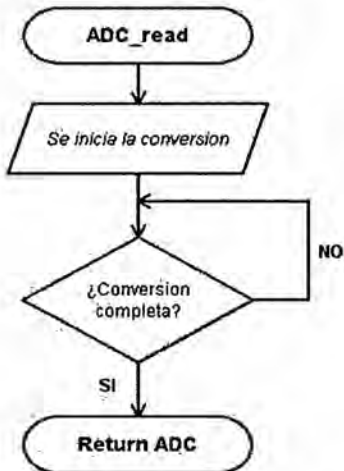 ADC_read
Se inicia la conversion
NO
¿Conversion
completa?
SI
Return ADC